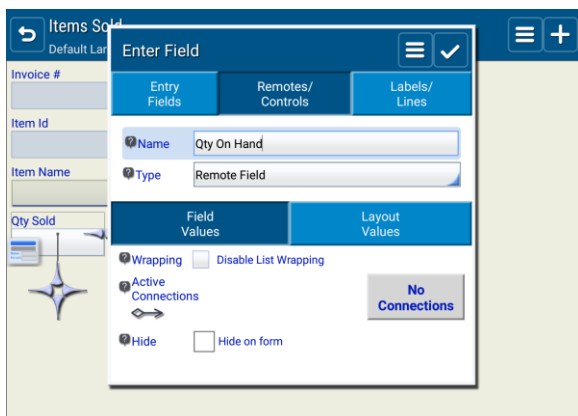 Items So
Default Lar
Enter Field
Invoice #
Entry
Fields
Remotes/
Controls
Labels/
Lines
Item Id
Name
Qty On Hand
Item Name
Type
Remote Field
Qty Sold
Field
Values
Layout
Values
Wrapping
Disable List Wrapping
Active
Connections
No
Connections
Hide
Hide on form